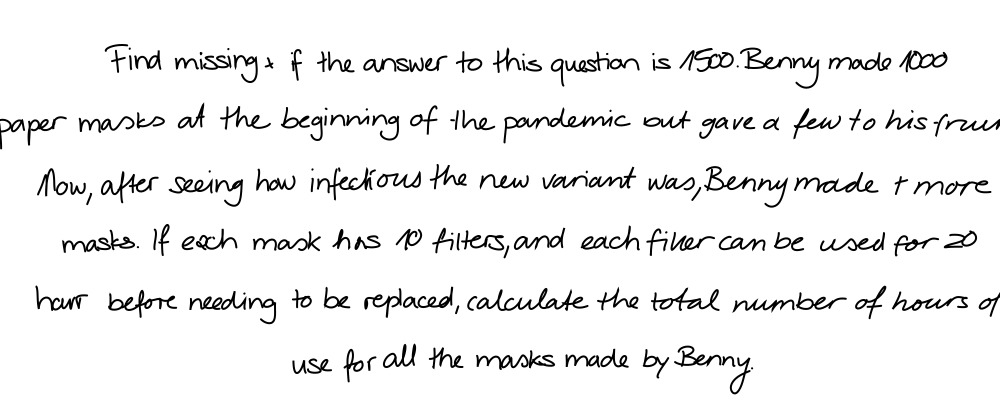 Find missing t if the answer to this question is 1500. Benny made 1000
paper masks at the beginning of the pandemic but gave a few to his
Now, after seeing how infectious the new variant was, Benny made t more
masks. If each mask has 10 filters, and each filter can be used for 20
hour before needing to be replaced, calculate the total number of hours of
use for all the masks made by Benny.